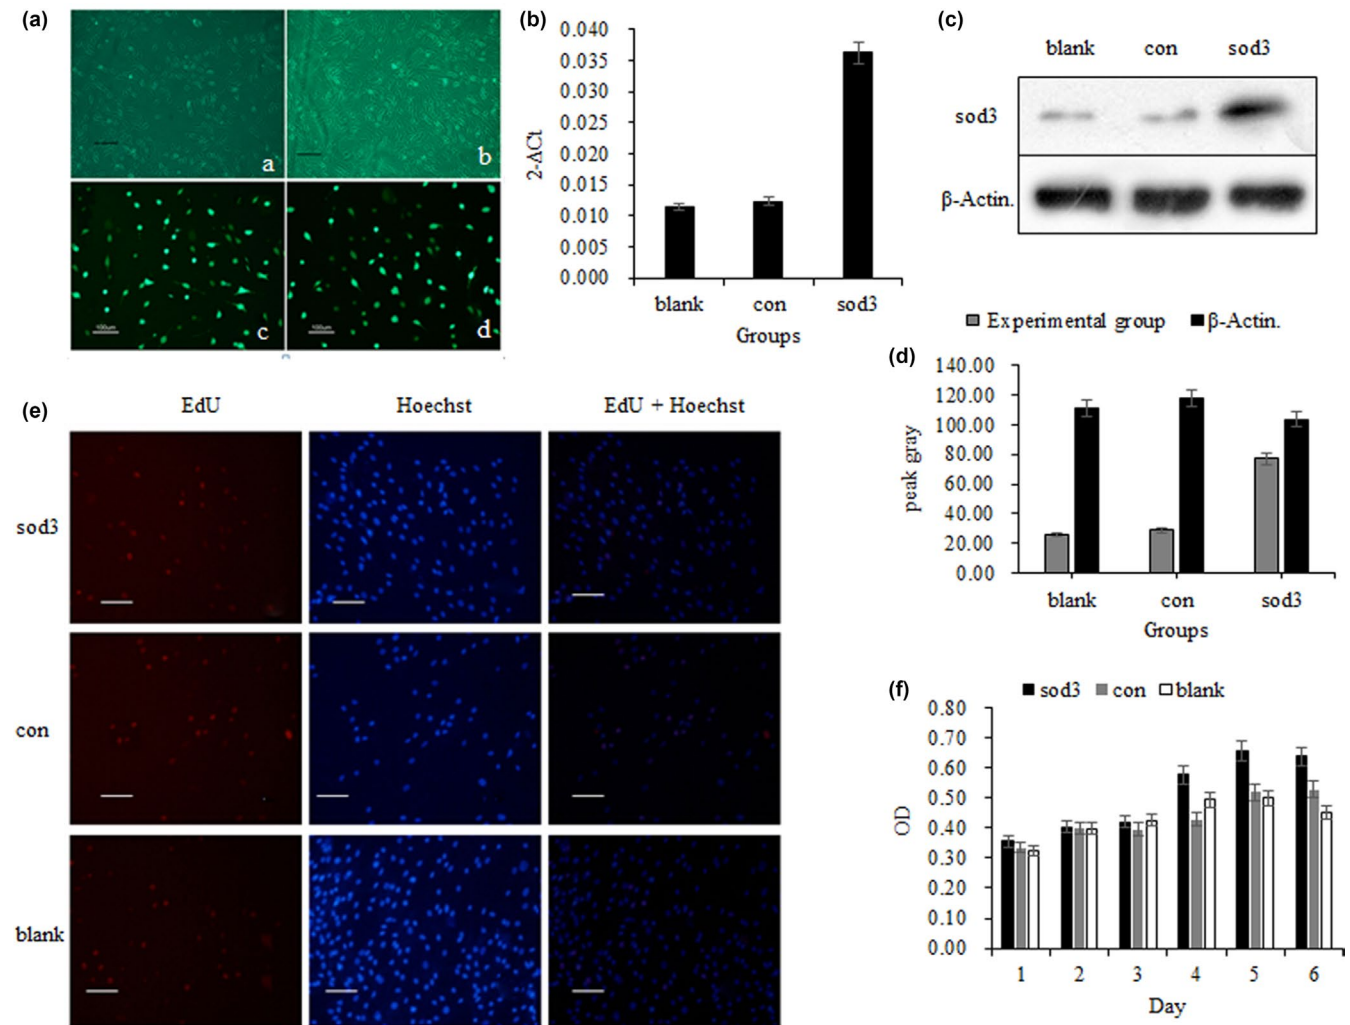 (a)
a
b
c
d
100μm
100μm
(b)
0.040
0.035
0.030
0.025
0.020
0.015
0.010
0.005
0.000
2-ΔCt
blank con sod3
Groups
(c)
blank con sod3
sod3
β-Actin.
(d)
Experimental group β-Actin.
140.00
120.00
100.00
80.00
60.00
40.00
20.00
0.00
peak gray
blank con sod3
Groups
(e)
EdU Hoechst EdU + Hoechst
sod3
con
blank
(f)
sod3 con blank
0.80
0.70
0.60
0.50
0.40
0.30
0.20
0.10
0.00
OD
1 2 3 4 5 6
Day